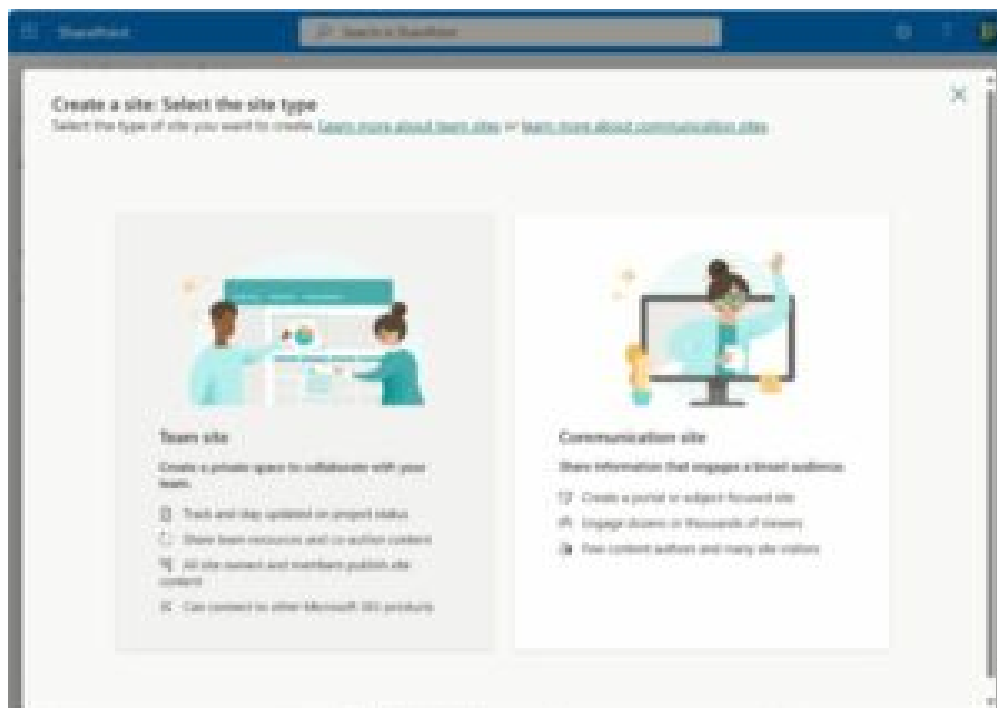 SharePoint
Search in SharePoint
Create a site: Select the site type
Select the type of site you want to create. Learn more about team sites or learn more about communication sites
Team site
Create a private space to collaborate with your
team.
Track and stay updated on project status
Share team resources and co-author content
All site owners and members publish site
content
Can connect to other Microsoft 365 products
Communication site
Share information that engages a broad audience.
Create a portal or subject-focused site
Engage dozens or thousands of viewers
Few content authors and many site visitors